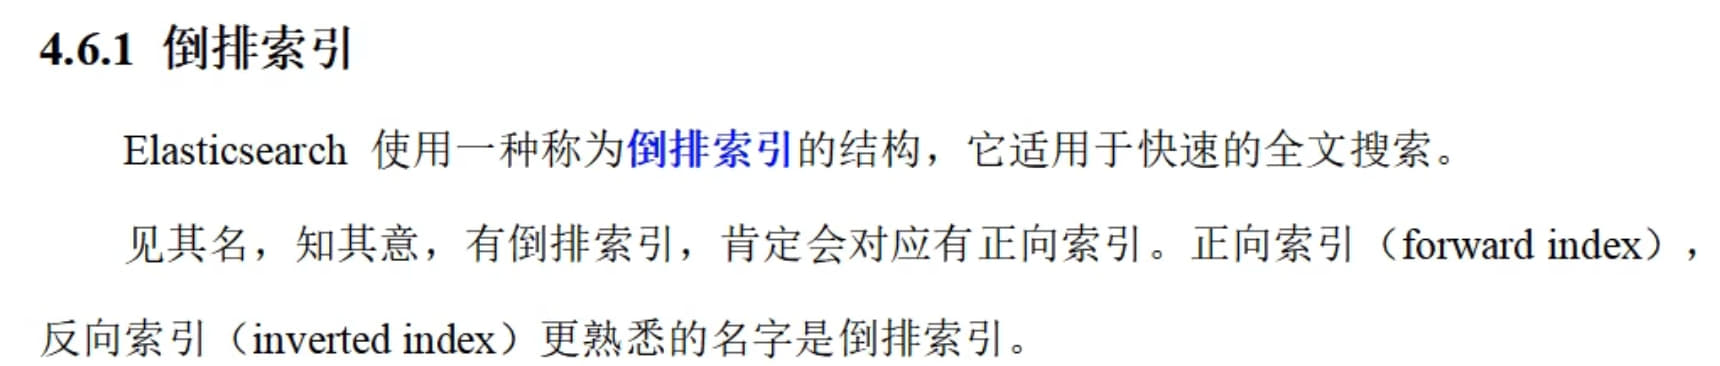 4.6.1 倒排索引
Elasticsearch 使用一种称为倒排索引的结构，它适用于快速的全文搜索。
见其名，知其意，有倒排索引，肯定会对应有正向索引。正向索引（forward index），
反向索引（inverted index）更熟悉的名字是倒排索引。